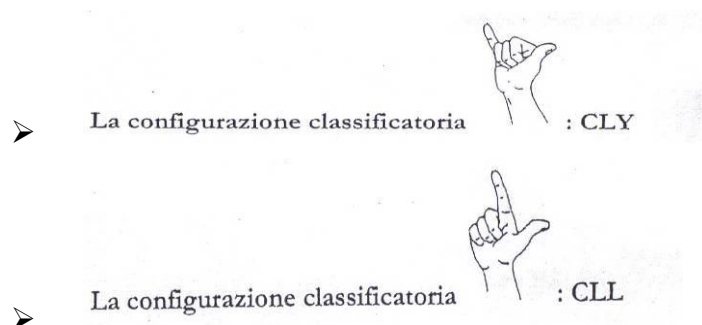 ➢ La configurazione classificatoria : CLY
➢ La configurazione classificatoria : CLL